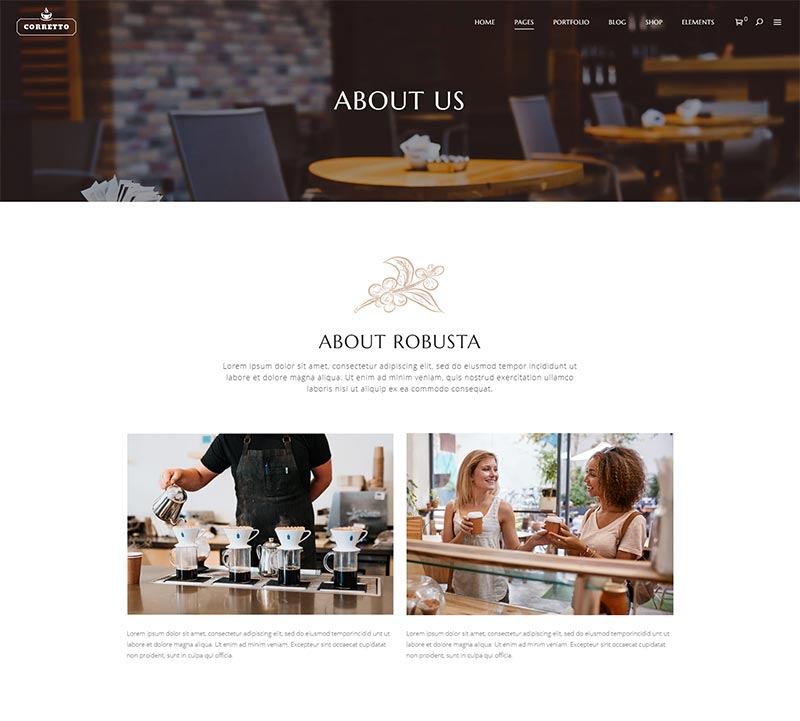 CORRETTO
HOME PAGES PORTFOLIO BLOG SHOP ELEMENTS 0
ABOUT US
ABOUT ROBUSTA
Lorem ipsum dolor sit amet, consectetur adipiscing elit, sed do eiusmod tempor incididunt ut
labore et dolore magna aliqua. Ut enim ad minim veniam, quis nostrud exercitation ullamco
laboris nisi ut aliquip ex ea commodo consequat.
Lorem ipsum dolor sit amet, consectetur adipiscing elit, sed do eiusmod temporincidid unt ut
labore et dolore magna aliqua. Ut enim ad minim veniam. Excepteur sint occaecat cupidatat
non proident, sunt in culpa qui officia.
Lorem ipsum dolor sit amet, consectetur adipiscing elit, sed do eiusmod temporincidid unt ut
labore et dolore magna aliqua. Ut enim ad minim veniam. Excepteur sint occaecat cupidatat
non proident, sunt in culpa qui officia.